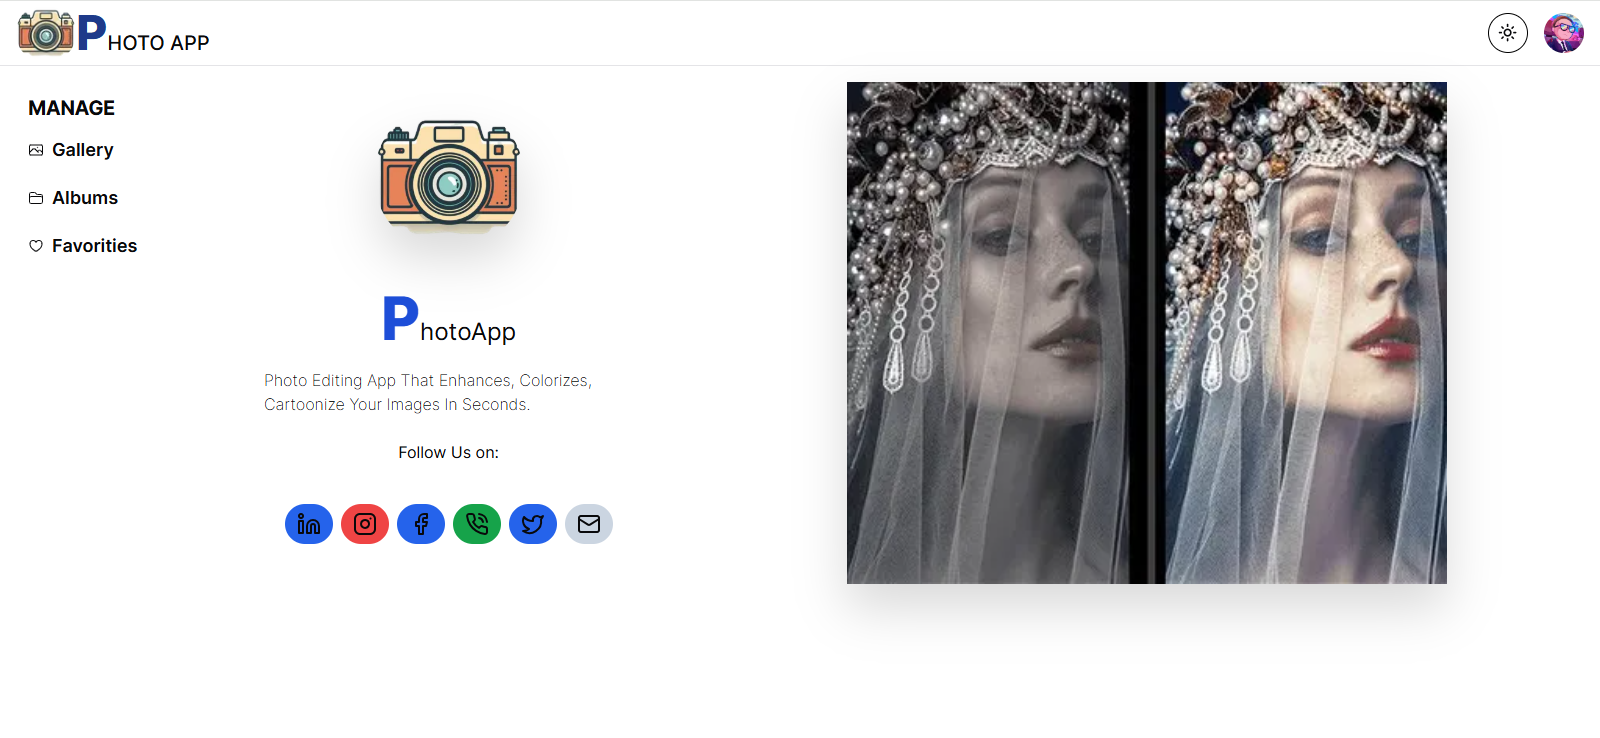 PHOTO APP
MANAGE
Gallery
Albums
Favorites
PhotoApp
Photo Editing App That Enhances, Colorizes,
Cartoonize Your Images In Seconds.
Follow Us on: